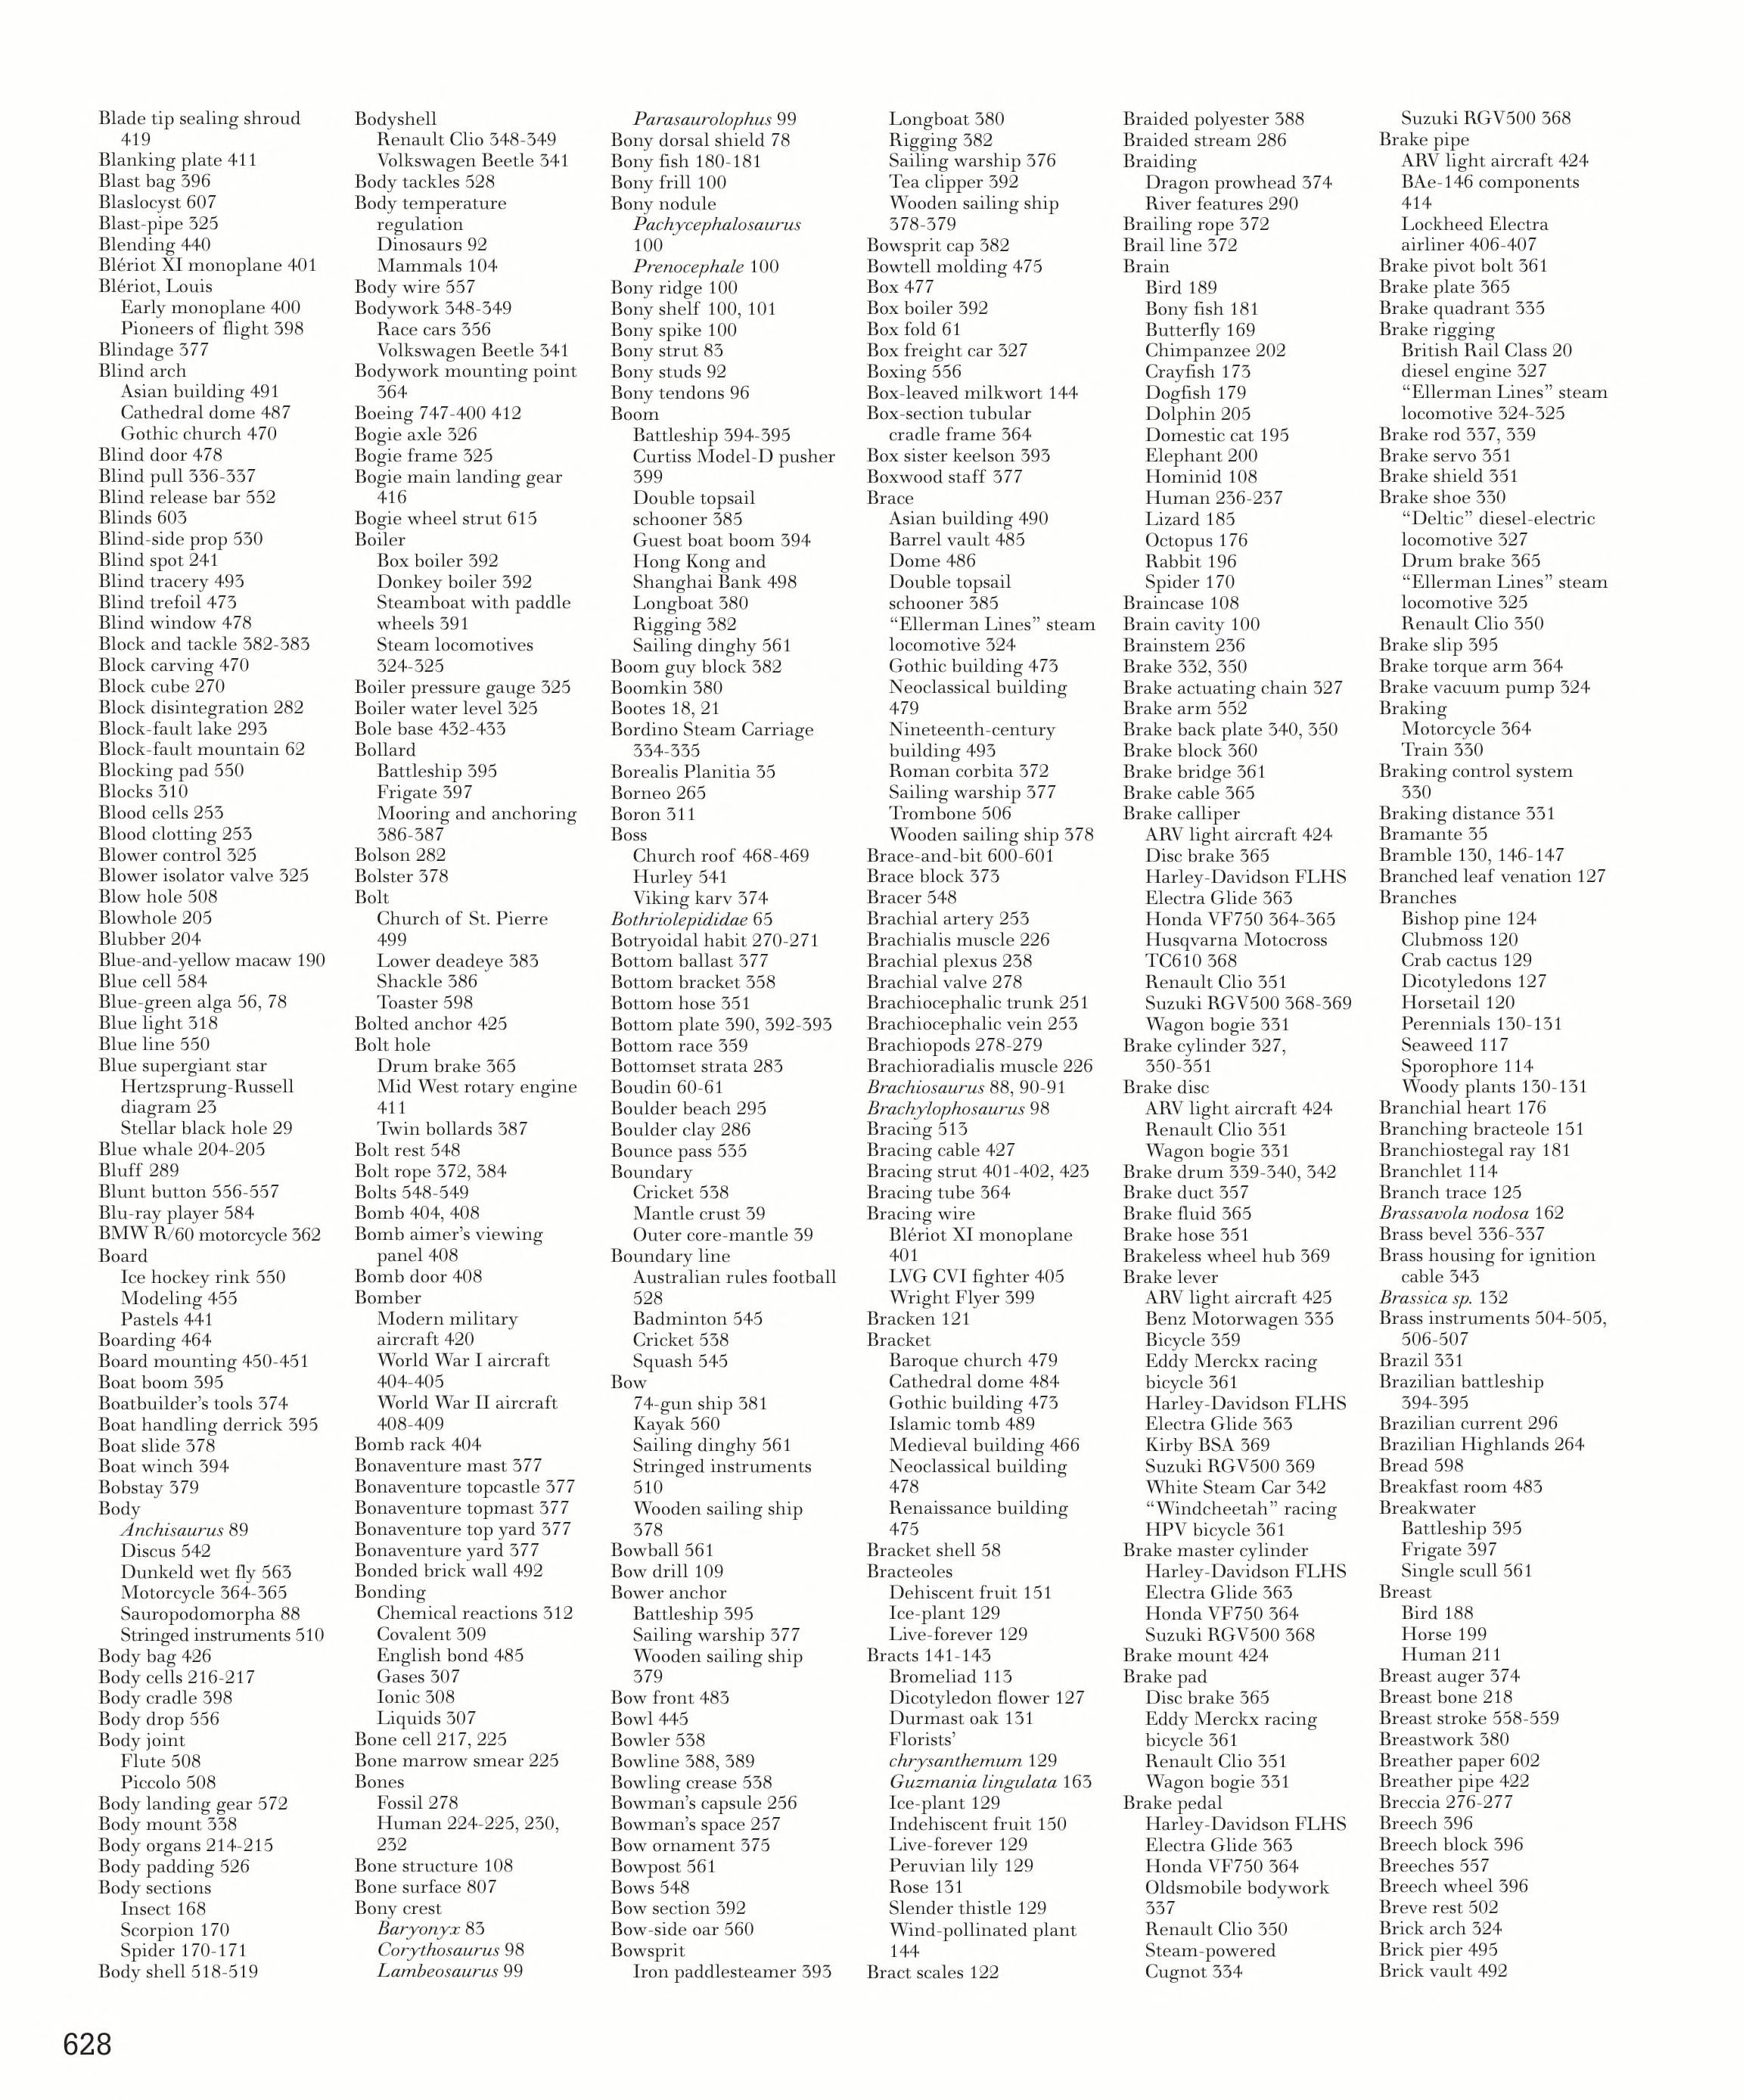 Blade tip sealing shroud
419
Blanking plate 411
Blast bag 396
Blaslocyst 607
Blast-pipe 325
Blending 440
Blériot XI monoplane 401
Blériot, Louis
Early monoplane 400
Pioneers of flight 398
Blindage 377
Blind arch
Asian building 491
Cathedral dome 487
Gothic church 470
Blind door 478
Blind pull 336-337
Blind release bar 552
Blinds 603
Blind-side prop 530
Blind spot 241
Blind tracery 493
Blind trefoil 473
Blind window 478
Block and tackle 382-383
Block carving 470
Block cube 270
Block disintegration 282
Block-fault lake 293
Block-fault mountain 62
Blocking pad 550
Blocks 310
Blood cells 253
Blood clotting 253
Blower control 325
Blower isolator valve 325
Blow hole 508
Blowhole 205
Blubber 204
Blue-and-yellow macaw 190
Blue cell 584
Blue-green alga 56, 78
Blue light 318
Blue line 550
Blue supergiant star
Hertzsprung-Russell
diagram 23
Stellar black hole 29
Blue whale 204-205
Bluff 289
Blunt button 556-557
Blu-ray player 584
BMW R/60 motorcycle 362
Board
Ice hockey rink 550
Modeling 455
Pastels 441
Boarding 464
Board mounting 450-451
Boat boom 395
Boatbuilder's tools 374
Boat handling derrick 395
Boat slide 378
Boat winch 394
Bobstay 379
Body
Anchisaurus 89
Discus 542
Dunkeld wet fly 563
Motorcycle 364-365
Sauropodomorpha 88
Stringed instruments 510
Body bag 426
Body cells 216-217
Body cradle 398
Body drop 556
Body joint
Flute 508
Piccolo 508
Body landing gear 572
Body mount 338
Body organs 214-215
Body padding 526
Body sections
Insect 168
Scorpion 170
Spider 170-171
Body shell 518-519
Bodyshell
Renault Clio 348-349
Volkswagen Beetle 341
Body tackles 528
Body temperature
regulation
Dinosaurs 92
Mammals 104
Body wire 557
Bodywork 348-349
Race cars 356
Volkswagen Beetle 341
Bodywork mounting point
364
Boeing 747-400 412
Bogie axle 326
Bogie frame 325
Bogie main landing gear
416
Bogie wheel strut 615
Boiler
Box boiler 392
Donkey boiler 392
Steamboat with paddle
wheels 391
Steam locomotives
324-325
Boiler pressure gauge 325
Boiler water level 325
Bole base 432-433
Bollard
Battleship 395
Frigate 397
Mooring and anchoring
386-387
Bolson 282
Bolster 378
Bolt
Church of St. Pierre
499
Lower deadeye 383
Shackle 386
Toaster 598
Bolted anchor 425
Bolt hole
Drum brake 365
Mid West rotary engine
411
Twin bollards 387
Bolt rest 548
Bolt rope 372, 384
Bolts 548-549
Bomb 404, 408
Bomb aimer's viewing
panel 408
Bomb door 408
Bomber
Modern military
aircraft 420
World War I aircraft
404-405
World War II aircraft
408-409
Bomb rack 404
Bonaventure mast 377
Bonaventure topcastle 377
Bonaventure topmast 377
Bonaventure top yard 377
Bonaventure yard 377
Bonded brick wall 492
Bonding
Chemical reactions 312
Covalent 309
English bond 485
Gases 307
Ionic 308
Liquids 307
Bone cell 217, 225
Bone marrow smear 225
Bones
Fossil 278
Human 224-225, 230,
232
Bone structure 108
Bone surface 807
Bony crest
Baryonyx 83
Corythosaurus 98
Lambeosaurus 99
Parasaurolophus 99
Bony dorsal shield 78
Bony fish 180-181
Bony frill 100
Bony nodule
Pachycephalosaurus
100
Prenocephale 100
Bony ridge 100
Bony shelf 100, 101
Bony spike 100
Bony strut 83
Bony studs 92
Bony tendons 96
Boom
Battleship 394-395
Curtiss Model-D pusher
399
Double topsail
schooner 385
Guest boat boom 394
Hong Kong and
Shanghai Bank 498
Longboat 380
Rigging 382
Sailing dinghy 561
Boom guy block 382
Boomkin 380
Bootes 18, 21
Bordino Steam Carriage
334-335
Borealis Planitia 35
Borneo 265
Boron 311
Boss
Church roof 468-469
Hurley 541
Viking karv 374
Bothriolepididae 65
Botryoidal habit 270-271
Bottom ballast 377
Bottom bracket 358
Bottom hose 351
Bottom plate 390, 392-393
Bottom race 359
Bottomset strata 283
Boudin 60-61
Boulder beach 295
Boulder clay 286
Bounce pass 535
Boundary
Cricket 538
Mantle crust 39
Outer core-mantle 39
Boundary line
Australian rules football
528
Badminton 545
Cricket 538
Squash 545
Bow
74-gun ship 381
Kayak 560
Sailing dinghy 561
Stringed instruments
510
Wooden sailing ship
378
Bowball 561
Bow drill 109
Bower anchor
Battleship 395
Sailing warship 377
Wooden sailing ship
379
Bow front 483
Bowl 445
Bowler 538
Bowline 388, 389
Bowling crease 538
Bowman's capsule 256
Bowman's space 257
Bow ornament 375
Bowpost 561
Bows 548
Bow section 392
Bow-side oar 560
Bowsprit
Iron paddlesteamer 393
Longboat 380
Rigging 382
Sailing warship 376
Tea clipper 392
Wooden sailing ship
378-379
Bowsprit cap 382
Bowtell molding 475
Box 477
Box boiler 392
Box fold 61
Box freight car 327
Boxing 556
Box-leaved milkwort 144
Box-section tubular
cradle frame 364
Box sister keelson 393
Boxwood staff 377
Brace
Asian building 490
Barrel vault 485
Dome 486
Double topsail
schooner 385
“Ellerman Lines” steam
locomotive 324
Gothic building 473
Neoclassical building
479
Nineteenth-century
building 493
Roman corbita 372
Sailing warship 377
Trombone 506
Wooden sailing ship 378
Brace-and-bit 600-601
Brace block 373
Bracer 548
Brachial artery 253
Brachialis muscle 226
Brachial plexus 238
Brachial valve 278
Brachiocephalic trunk 251
Brachiocephalic vein 253
Brachiopods 278-279
Brachioradialis muscle 226
Brachiosaurus 88, 90-91
Brachylophosaurus 98
Bracing 513
Bracing cable 427
Bracing strut 401-402, 423
Bracing tube 364
Bracing wire
Blériot XI monoplane
401
LVG CVI fighter 405
Wright Flyer 399
Bracken 121
Bracket
Baroque church 479
Cathedral dome 484
Gothic building 473
Islamic tomb 489
Medieval building 466
Neoclassical building
478
Renaissance building
475
Bracket shell 58
Bracteoles
Dehiscent fruit 151
Ice-plant 129
Live-forever 129
Bracts 141-143
Bromeliad 113
Dicotyledon flower 127
Durmast oak 131
Florists'
chrysanthemum 129
Guzmania lingulata 163
Ice-plant 129
Indehiscent fruit 150
Live-forever 129
Peruvian lily 129
Rose 131
Slender thistle 129
Wind-pollinated plant
144
Bract scales 122
Braided polyester 388
Braided stream 286
Braiding
Dragon prowhead 374
River features 290
Brailing rope 372
Brail line 372
Brain
Bird 189
Bony fish 181
Butterfly 169
Chimpanzee 202
Crayfish 173
Dogfish 179
Dolphin 205
Domestic cat 195
Elephant 200
Hominid 108
Human 236-237
Lizard 185
Octopus 176
Rabbit 196
Spider 170
Braincase 108
Brain cavity 100
Brainstem 236
Brake 332, 350
Brake actuating chain 327
Brake arm 552
Brake back plate 340, 350
Brake block 360
Brake bridge 361
Brake cable 365
Brake calliper
ARV light aircraft 424
Disc brake 365
Harley-Davidson FLHS
Electra Glide 363
Honda VF750 364-365
Husqvarna Motocross
TC610 368
Renault Clio 351
Suzuki RGV500 368-369
Wagon bogie 331
Brake cylinder 327,
350-351
Brake disc
ARV light aircraft 424
Renault Clio 351
Wagon bogie 331
Brake drum 339-340, 342
Brake duct 357
Brake fluid 365
Brake hose 351
Brakeless wheel hub 369
Brake lever
ARV light aircraft 425
Benz Motorwagen 335
Bicycle 359
Eddy Merckx racing
bicycle 361
Harley-Davidson FLHS
Electra Glide 363
Kirby BSA 369
Suzuki RGV500 369
White Steam Car 342
“Windcheetah” racing
HPV bicycle 361
Brake master cylinder
Harley-Davidson FLHS
Electra Glide 363
Honda VF750 364
Suzuki RGV500 368
Brake mount 424
Brake pad
Disc brake 365
Eddy Merckx racing
bicycle 361
Renault Clio 351
Wagon bogie 331
Brake pedal
Harley-Davidson FLHS
Electra Glide 363
Honda VF750 364
Oldsmobile bodywork
337
Renault Clio 350
Steam-powered
Cugnot 334
Suzuki RGV500 368
Brake pipe
ARV light aircraft 424
BAe-146 components
414
Lockheed Electra
airliner 406-407
Brake pivot bolt 361
Brake plate 365
Brake quadrant 335
Brake rigging
British Rail Class 20
diesel engine 327
“Ellerman Lines” steam
locomotive 324-325
Brake rod 337, 339
Brake servo 351
Brake shield 351
Brake shoe 330
“Deltic” diesel-electric
locomotive 327
Drum brake 365
“Ellerman Lines” steam
locomotive 325
Renault Clio 350
Brake slip 395
Brake torque arm 364
Brake vacuum pump 324
Braking
Motorcycle 364
Train 330
Braking control system
330
Braking distance 331
Bramante 35
Bramble 130, 146-147
Branched leaf venation 127
Branches
Bishop pine 124
Clubmoss 120
Crab cactus 129
Dicotyledons 127
Horsetail 120
Perennials 130-131
Seaweed 117
Sporophore 114
Woody plants 130-131
Branchial heart 176
Branching bracteole 151
Branchiostegal ray 181
Branchlet 114
Branch trace 125
Brassavola nodosa 162
Brass bevel 336-337
Brass housing for ignition
cable 343
Brassica sp. 132
Brass instruments 504-505,
506-507
Brazil 331
Brazilian battleship
394-395
Brazilian current 296
Brazilian Highlands 264
Bread 598
Breakfast room 483
Breakwater
Battleship 395
Frigate 397
Single scull 561
Breast
Bird 188
Horse 199
Human 211
Breast auger 374
Breast bone 218
Breast stroke 558-559
Breastwork 380
Breather paper 602
Breather pipe 422
Breccia 276-277
Breech 396
Breech block 396
Breeches 557
Breech wheel 396
Breve rest 502
Brick arch 324
Brick pier 495
Brick vault 492
628